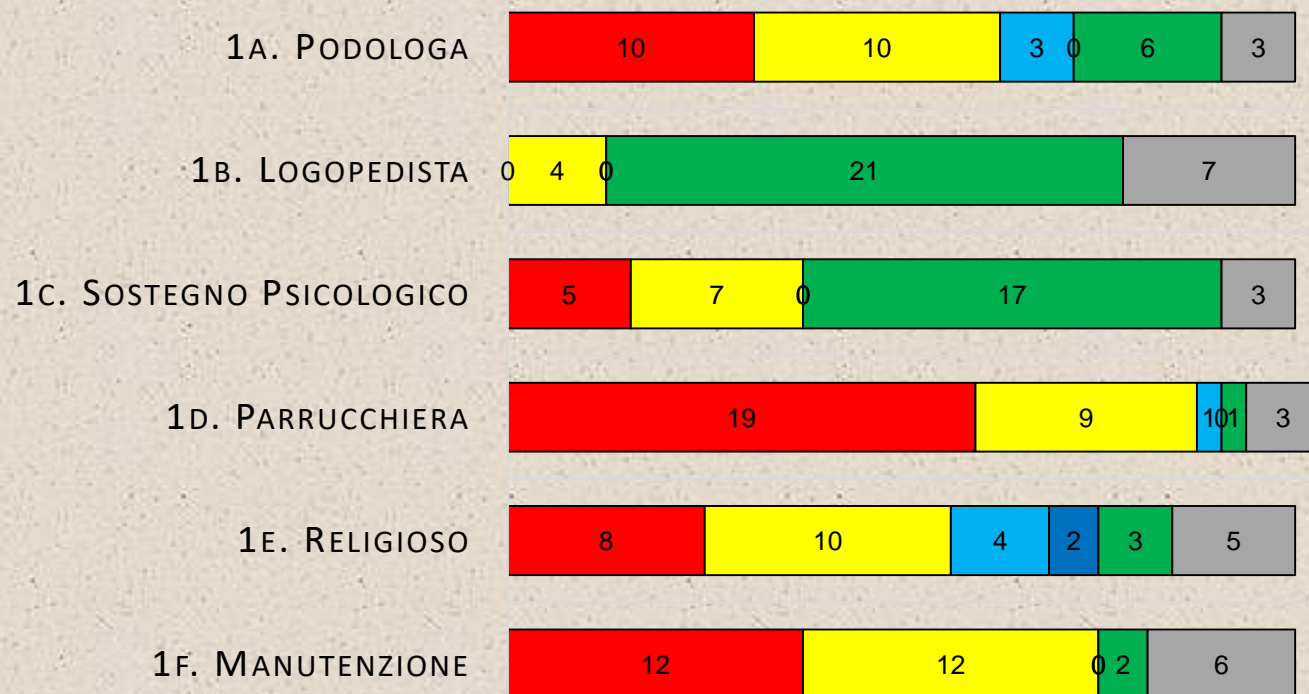 1A. PODOLOGA 10 10 3 0 6 3
1B. LOGOPEDISTA 0 4 0 21 7
1C. SOSTEGNO PSICOLOGICO 5 7 0 17 3
1D. PARRUCCHIERA 19 9 1 0 1 3
1E. RELIGIOSO 8 10 4 2 3 5
1F. MANUTENZIONE 12 12 0 2 6